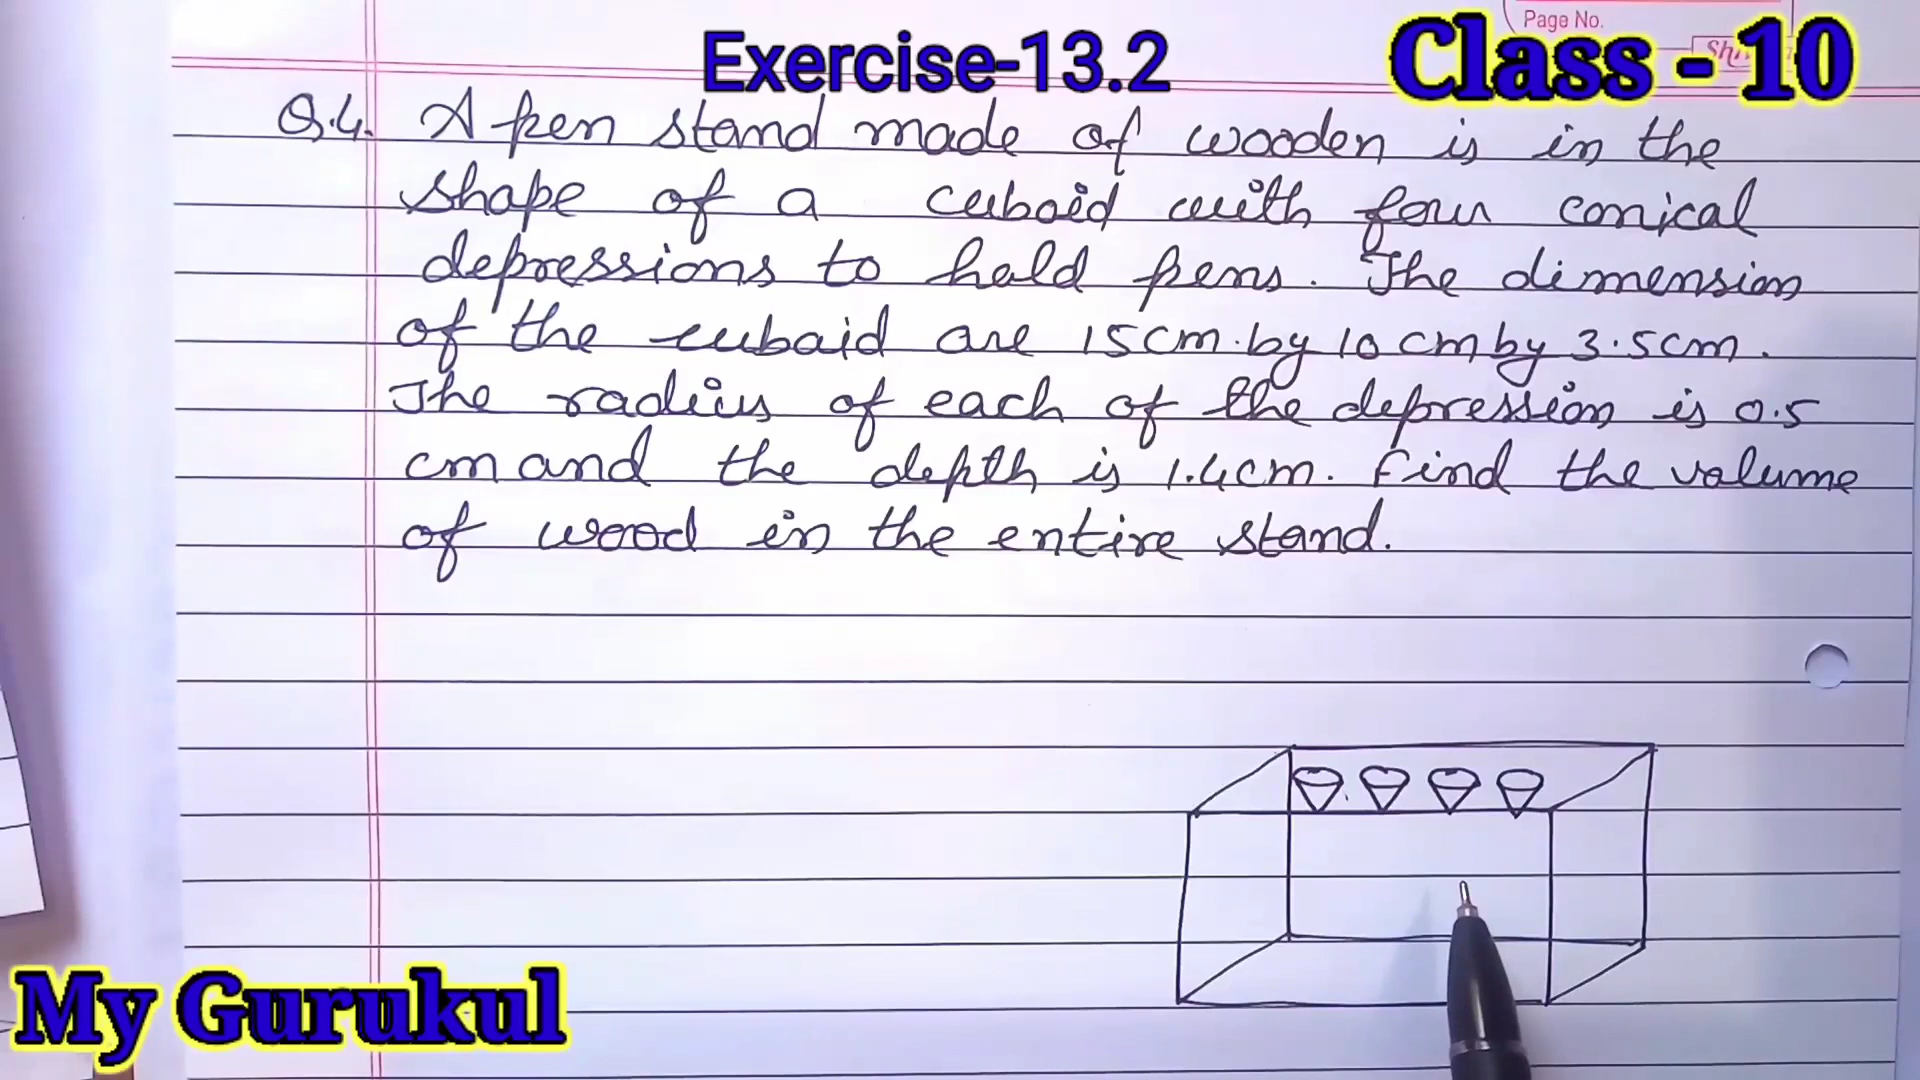 Page No.
Exercise-13.2
Class - 10
Q.4. A pen stand made of wooden is in the
shape of a cuboid with four conical
depressions to hold pens. The dimension
of the cuboid are 15cm. by 10 cm by 3.5cm.
The radius of each of the depression is 0.5
cm and the depth is 1.4cm. Find the volume
of wood in the entire stand.
My Gurukul